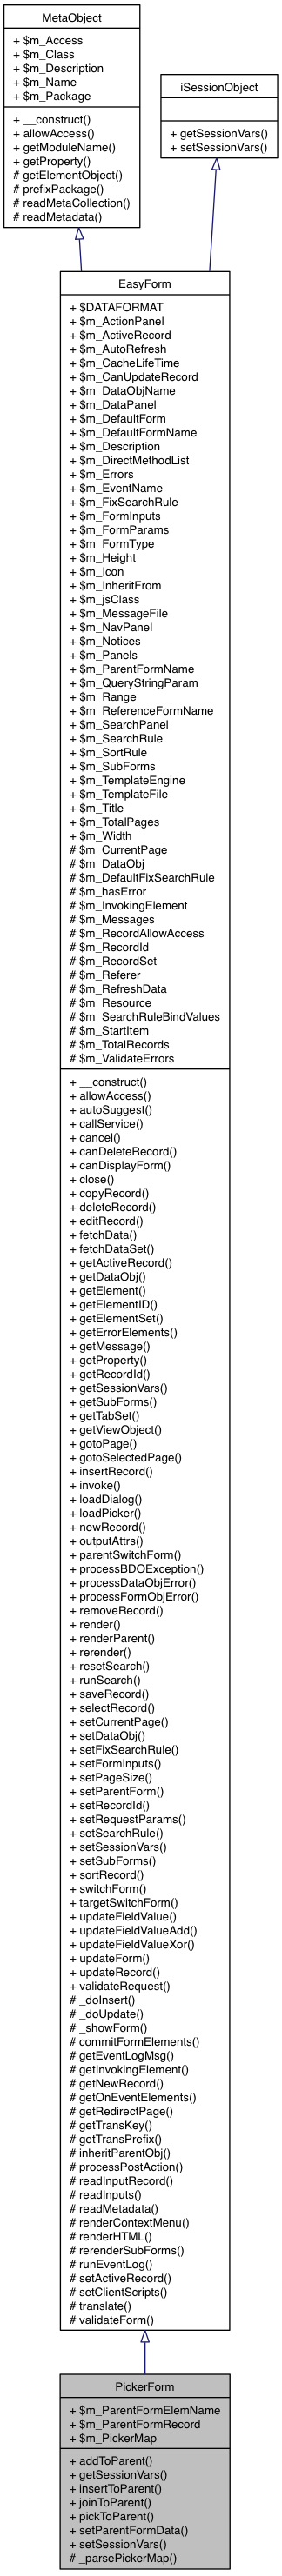 MetaObject
+ $m_Access
+ $m_Class
+ $m_Description
+ $m_Name
+ $m_Package
+ __construct()
+ allowAccess()
+ getModuleName()
+ getProperty()
# getElementObject()
# prefixPackage()
# readMetaCollection()
# readMetadata()
iSessionObject
+ getSessionVars()
+ setSessionVars()
EasyForm
+ $DATAFORMAT
+ $m_ActionPanel
+ $m_ActiveRecord
+ $m_AutoRefresh
+ $m_CacheLifeTime
+ $m_CanUpdateRecord
+ $m_DataObjName
+ $m_DataPanel
+ $m_DefaultForm
+ $m_DefaultFormName
+ $m_Description
+ $m_DirectMethodList
+ $m_Errors
+ $m_EventName
+ $m_FixSearchRule
+ $m_FormInputs
+ $m_FormParams
+ $m_FormType
+ $m_Height
+ $m_Icon
+ $m_InheritFrom
+ $m_jsClass
+ $m_MessageFile
+ $m_NavPanel
+ $m_Notices
+ $m_Panels
+ $m_ParentFormName
+ $m_QueryStringParam
+ $m_Range
+ $m_ReferenceFormName
+ $m_SearchPanel
+ $m_SearchRule
+ $m_SortRule
+ $m_SubForms
+ $m_TemplateEngine
+ $m_TemplateFile
+ $m_Title
+ $m_TotalPages
+ $m_Width
# $m_CurrentPage
# $m_DataObj
# $m_DefaultFixSearchRule
# $m_hasError
# $m_InvokingElement
# $m_Messages
# $m_RecordAllowAccess
# $m_RecordId
# $m_RecordSet
# $m_Referer
# $m_RefreshData
# $m_Resource
# $m_SearchRuleBindValues
# $m_StartItem
# $m_TotalRecords
# $m_ValidateErrors
+ __construct()
+ allowAccess()
+ autoSuggest()
+ callService()
+ cancel()
+ canDeleteRecord()
+ canDisplayForm()
+ close()
+ copyRecord()
+ deleteRecord()
+ editRecord()
+ fetchData()
+ fetchDataSet()
+ getActiveRecord()
+ getDataObj()
+ getElement()
+ getElementID()
+ getElementSet()
+ getErrorElements()
+ getMessage()
+ getProperty()
+ getRecordId()
+ getSessionVars()
+ getSubForms()
+ getTabSet()
+ getViewObject()
+ gotoPage()
+ gotoSelectedPage()
+ insertRecord()
+ invoke()
+ loadDialog()
+ loadPicker()
+ newRecord()
+ outputAttrs()
+ parentSwitchForm()
+ processBDOException()
+ processDataObjError()
+ processFormObjError()
+ removeRecord()
+ render()
+ renderParent()
+ rerender()
+ resetSearch()
+ runSearch()
+ saveRecord()
+ selectRecord()
+ setCurrentPage()
+ setDataObj()
+ setFixSearchRule()
+ setFormInputs()
+ setPageSize()
+ setParentForm()
+ setRecordId()
+ setRequestParams()
+ setSearchRule()
+ setSessionVars()
+ setSubForms()
+ sortRecord()
+ switchForm()
+ targetSwitchForm()
+ updateFieldValue()
+ updateFieldValueAdd()
+ updateFieldValueXor()
+ updateForm()
+ updateRecord()
+ validateRequest()
# _doInsert()
# _doUpdate()
# _showForm()
# commitFormElements()
# getEventLogMsg()
# getInvokingElement()
# getNewRecord()
# getOnEventElements()
# getRedirectPage()
# getTransKey()
# getTransPrefix()
# inheritParentObj()
# processPostAction()
# readInputRecord()
# readInputs()
# readMetadata()
# renderContextMenu()
# renderHTML()
# rerenderSubForms()
# runEventLog()
# setActiveRecord()
# setClientScripts()
# translate()
# validateForm()
PickerForm
+ $m_ParentFormElemName
+ $m_ParentFormRecord
+ $m_PickerMap
+ addToParent()
+ getSessionVars()
+ insertToParent()
+ joinToParent()
+ pickToParent()
+ setParentFormData()
+ setSessionVars()
# _parsePickerMap()